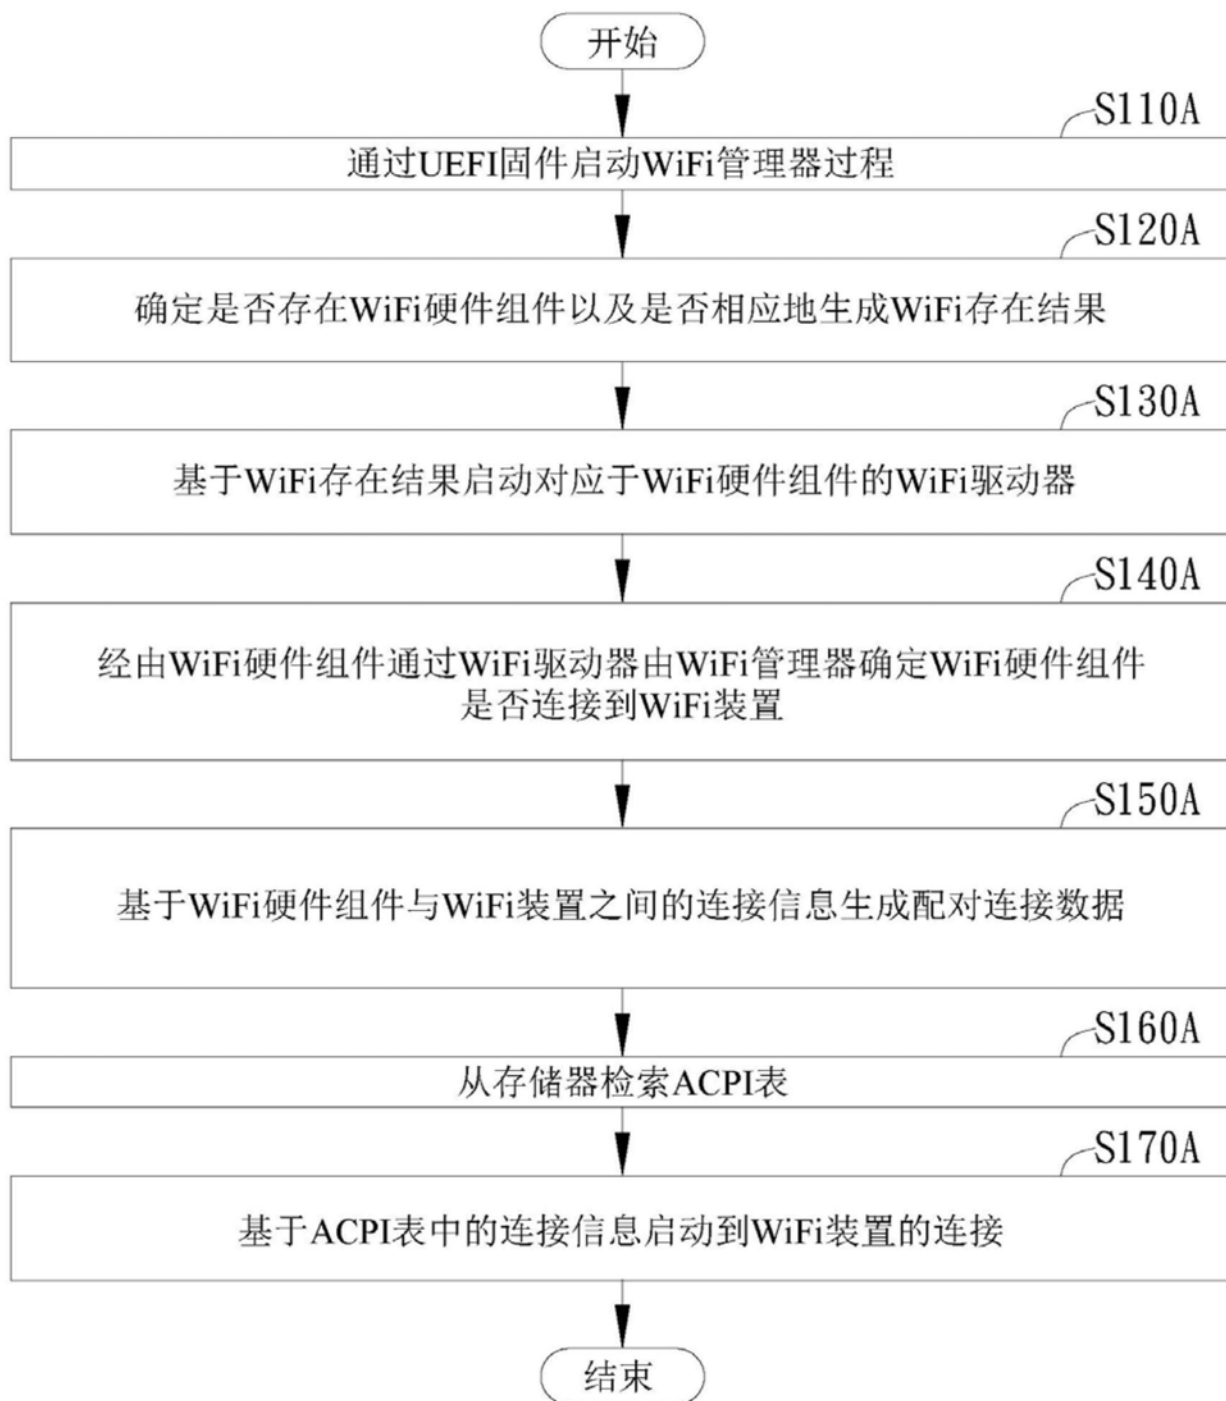 开始
S110A
通过UEFI固件启动WiFi管理器过程
S120A
确定是否存在WiFi硬件组件以及是否相应地生成WiFi存在结果
S130A
基于WiFi存在结果启动对应于WiFi硬件组件的WiFi驱动器
S140A
经由WiFi硬件组件通过WiFi驱动器由WiFi管理器确定WiFi硬件组件
是否连接到WiFi装置
S150A
基于WiFi硬件组件与WiFi装置之间的连接信息生成配对连接数据
S160A
从存储器检索ACPI表
S170A
基于ACPI表中的连接信息启动到WiFi装置的连接
结束